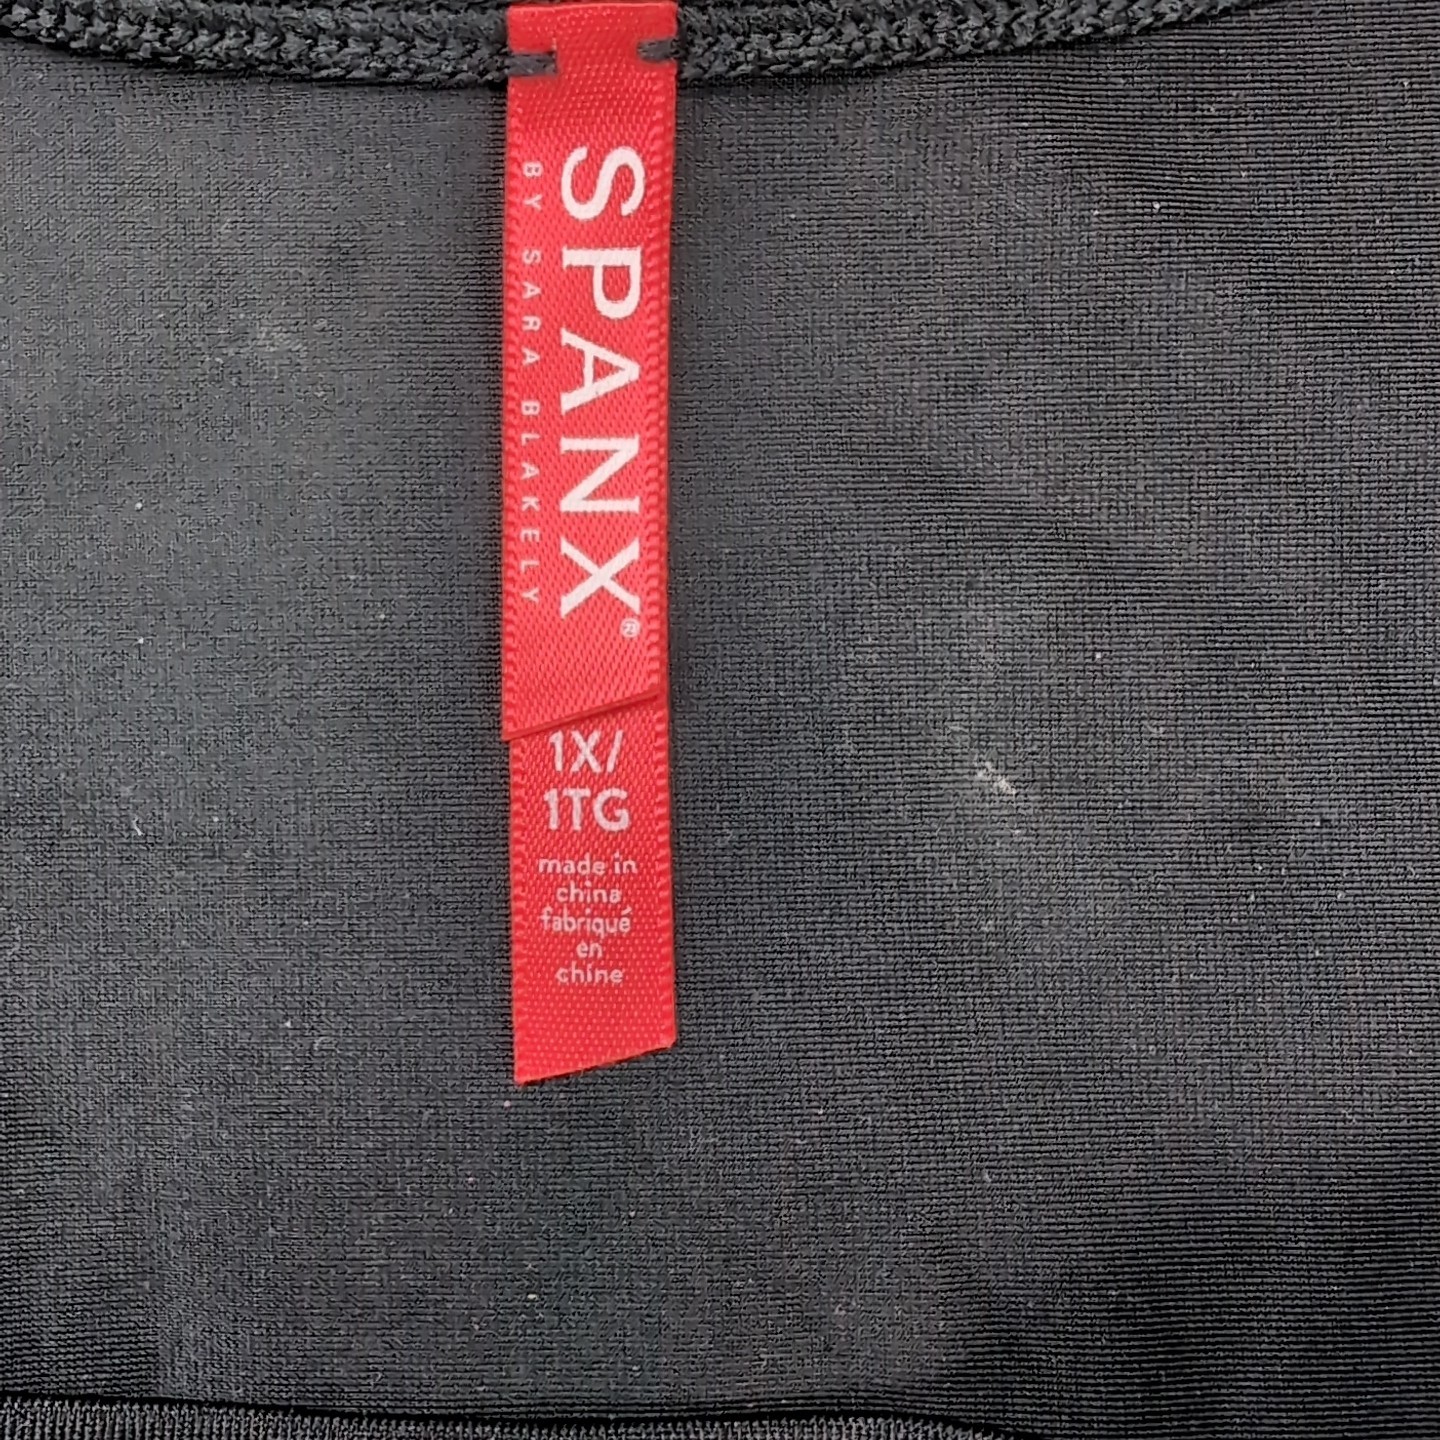 SPANX®
BY SARA BLAKELY
1X/
1TG
made in
china
fabriqué
en
chine